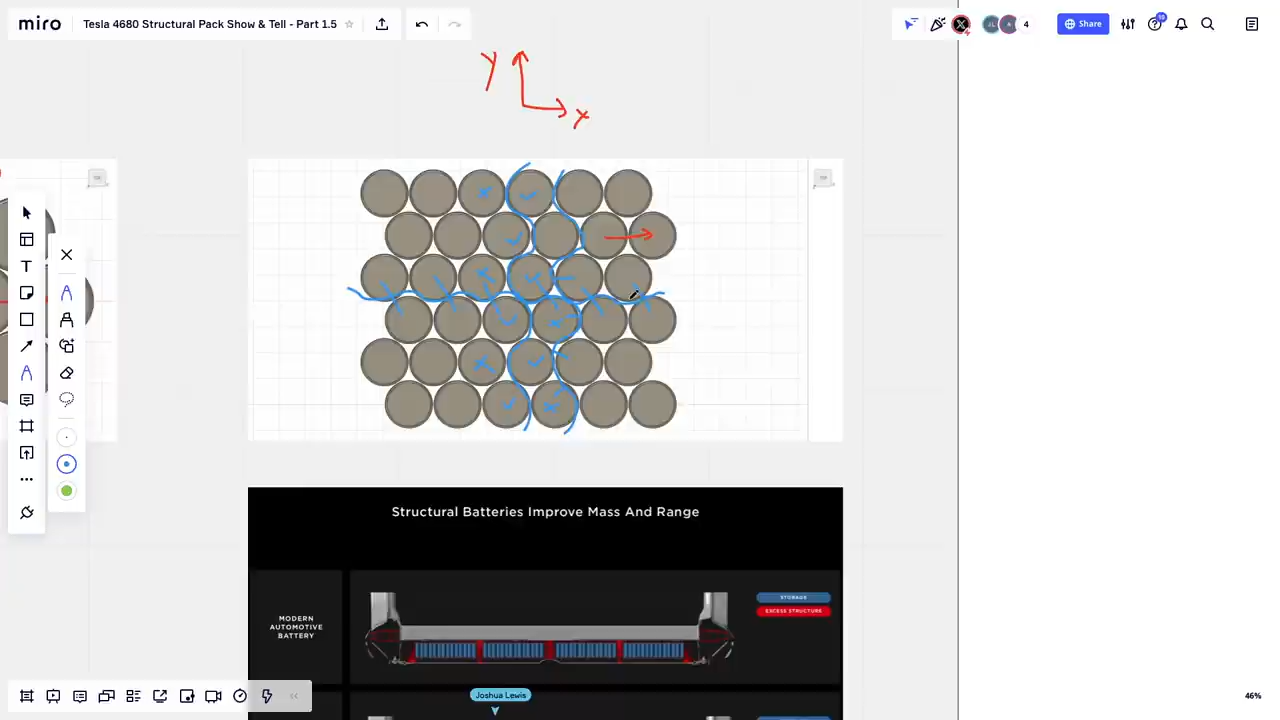 miro
Tesla 4680 Structural Pack Show & Tell - Part 1.5
4
Share
y
x
Structural Batteries Improve Mass And Range
MODERN
AUTOMOTIVE
BATTERY
STORAGE
EXCESS STRUCTURE
Joshua Lewis
46%